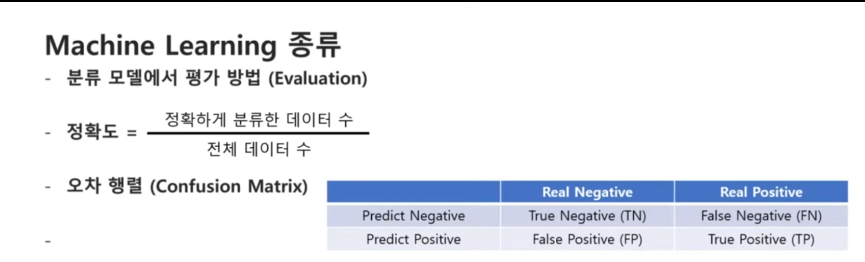 Machine Learning 종류
- 분류 모델에서 평가 방법 (Evaluation)
- 정확도 = 정확하게 분류한 데이터 수
전체 데이터 수
- 오차 행렬 (Confusion Matrix)
Real Negative Real Positive
Predict Negative True Negative (TN) False Negative (FN)
Predict Positive False Positive (FP) True Positive (TP)
-